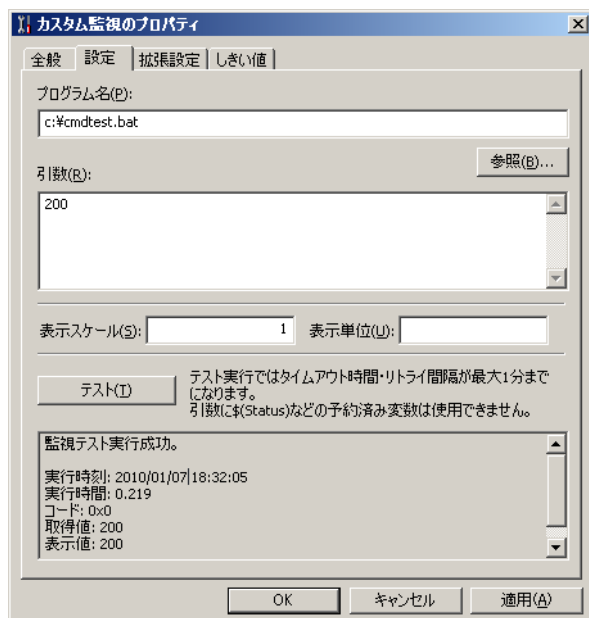 カスタム監視のプロパティ
全般 設定 拡張設定 しきい値
プログラム名(P):
c:¥cmdtest.bat
参照(B)...
引数(R):
200
表示スケール(S): 1 表示単位(U):
テスト(T)
テスト実行ではタイムアウト時間・リトライ間隔が最大1分まで
になります。
引数に$(Status)などの予約済み変数は使用できません。
監視テスト実行成功。
実行時刻: 2010/01/07 18:32:05
実行時間: 0.219
コード: 0x0
取得値: 200
表示値: 200
OK キャンセル 適用(A)